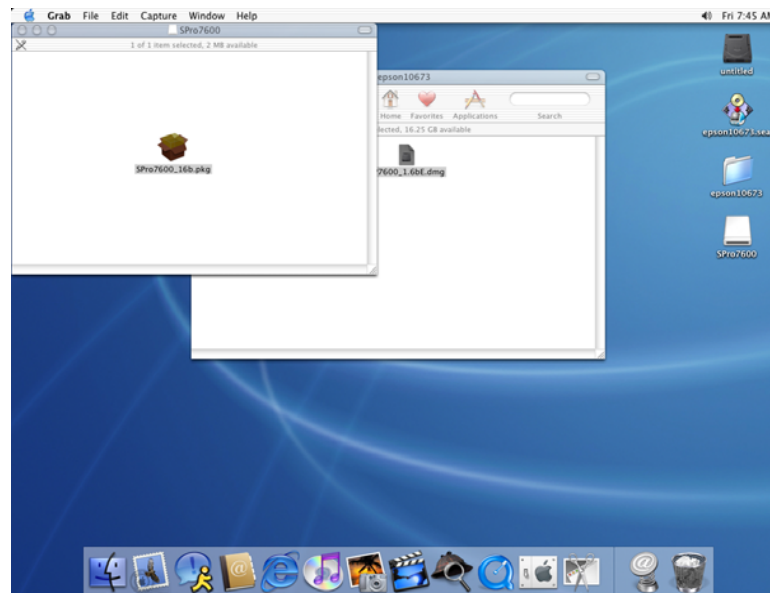 Grab File Edit Capture Window Help
Fri 7:45 AM
SPro7600
1 of 1 item selected, 2 MB available
SPro7600_16b.pkg
epson10673
Home Favorites Applications Search
lected, 16.25 GB available
7600_1.6bE.dmg
untitled
epson10673.sea
epson10673
SPro7600